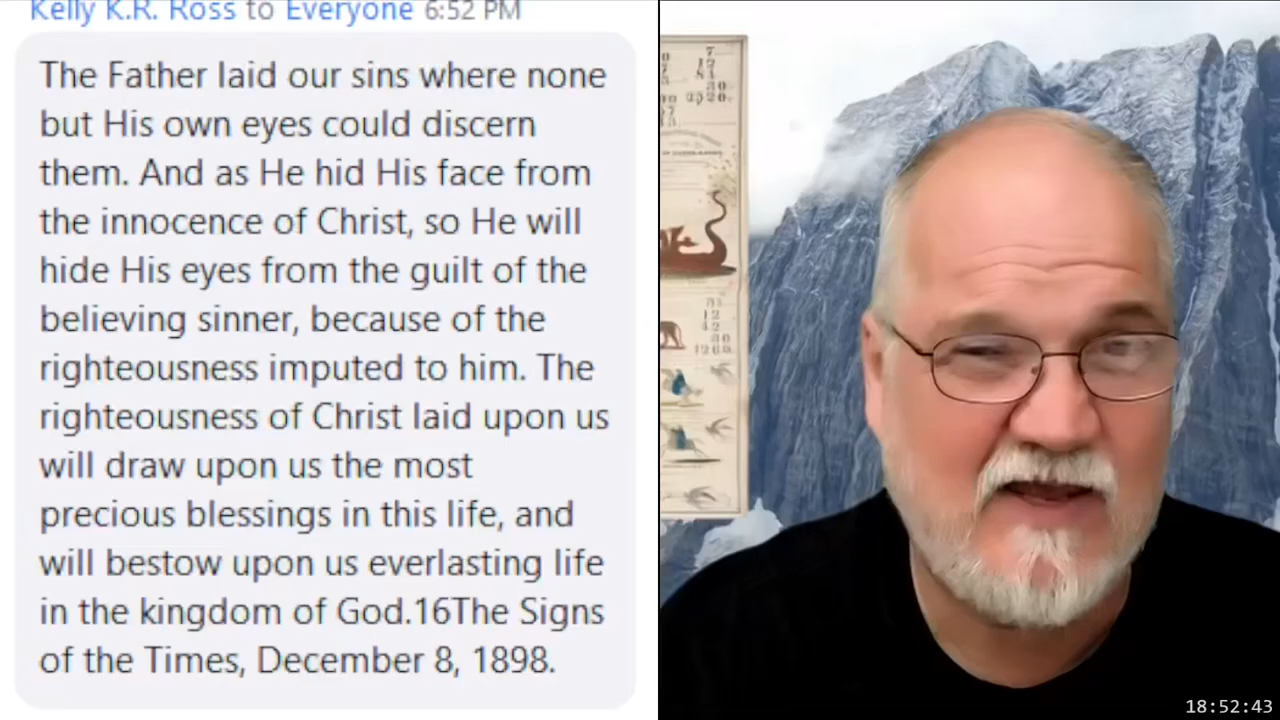 Kelly K.R. Ross to Everyone 6:52 PM
The Father laid our sins where none
but His own eyes could discern
them. And as He hid His face from
the innocence of Christ, so He will
hide His eyes from the guilt of the
believing sinner, because of the
righteousness imputed to him. The
righteousness of Christ laid upon us
will draw upon us the most
precious blessings in this life, and
will bestow upon us everlasting life
in the kingdom of God.16The Signs
of the Times, December 8, 1898.
18:52:43